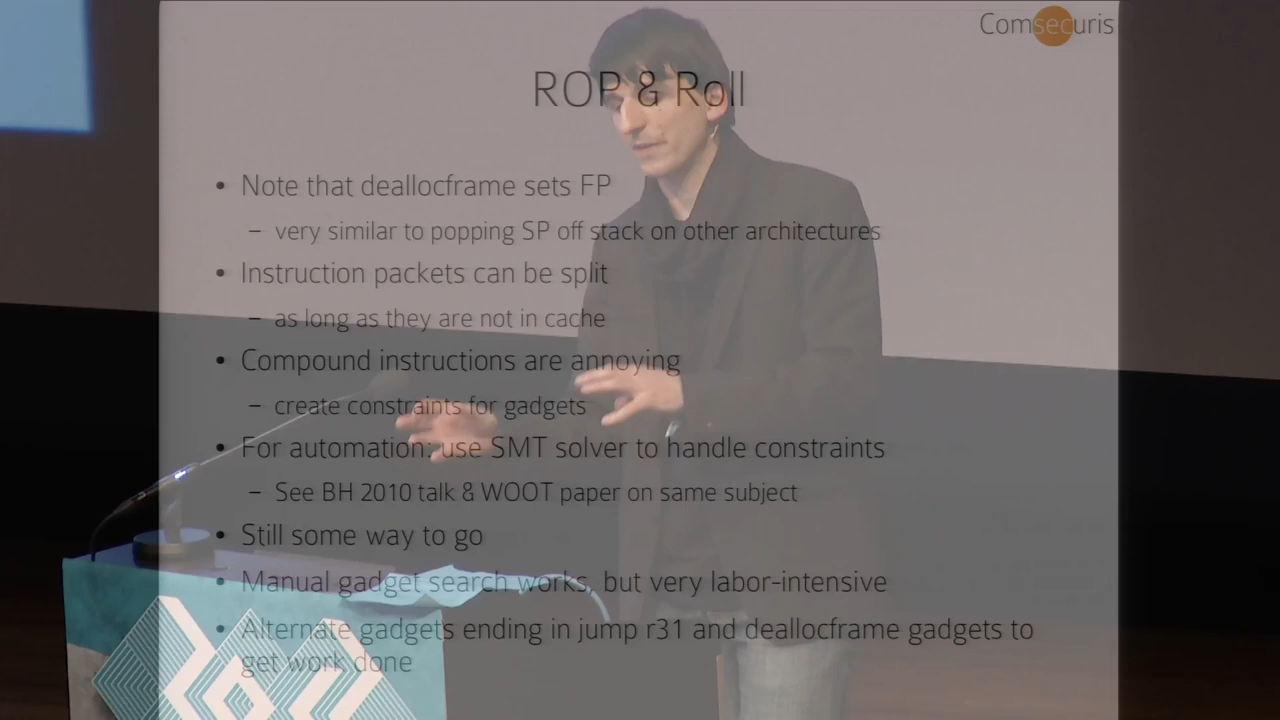 Comsecuris
ROP & Roll
• Note that deallocframe sets FP
– very similar to popping SP off stack on other architectures
• Instruction packets can be split
– as long as they are not in cache
• Compound instructions are annoying
– create constraints for gadgets
• For automation: use SMT solver to handle constraints
– See BH 2010 talk & WOOT paper on same subject
• Still some way to go
• Manual gadget search works, but very labor-intensive
• Alternate gadgets ending in jump r31 and deallocframe gadgets to
get work done